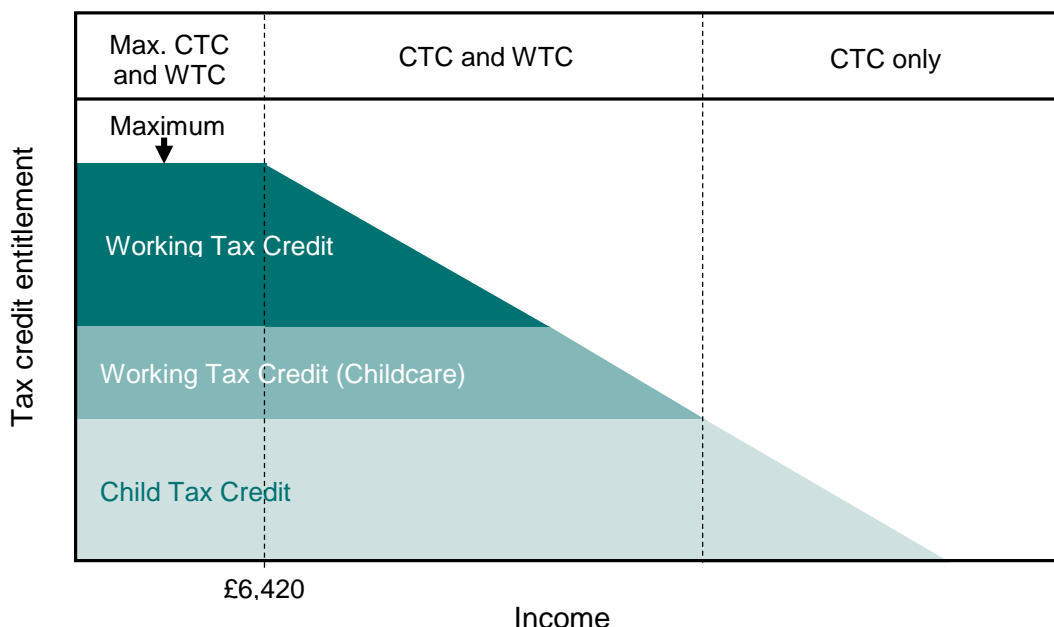 Max. CTC
and WTC
CTC and WTC
CTC only
Maximum
Tax credit entitlement
Working Tax Credit
Working Tax Credit (Childcare)
Child Tax Credit
£6,420
Income